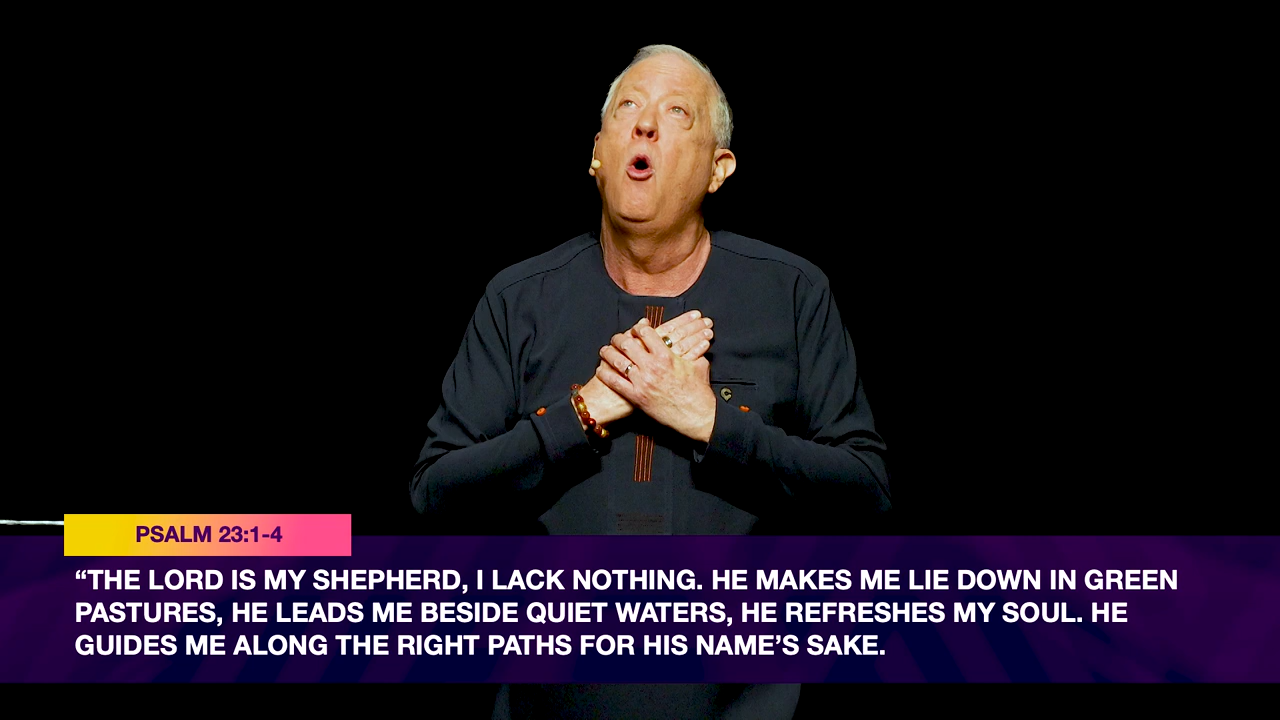 PSALM 23:1-4
“THE LORD IS MY SHEPHERD, I LACK NOTHING. HE MAKES ME LIE DOWN IN GREEN
PASTURES, HE LEADS ME BESIDE QUIET WATERS, HE REFRESHES MY SOUL. HE
GUIDES ME ALONG THE RIGHT PATHS FOR HIS NAME’S SAKE.